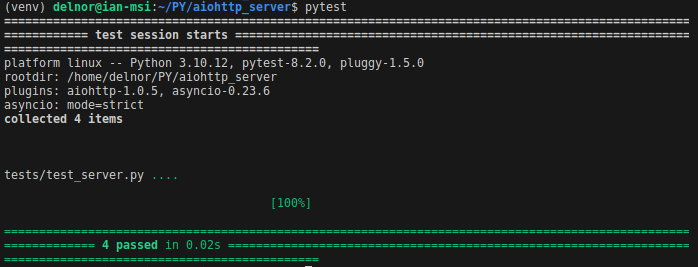 (venv) delnor@ian-msi:~/PY/aiohttp_server$ pytest
==================================================================================================
============ test session starts =================================================================
=============================================
platform linux -- Python 3.10.12, pytest-8.2.0, pluggy-1.5.0
rootdir: /home/delnor/PY/aiohttp_server
plugins: aiohttp-1.0.5, asyncio-0.23.6
asyncio: mode=strict
collected 4 items
tests/test_server.py ....
[100%]
==================================================================================================
============= 4 passed in 0.02s ==================================================================
=============================================